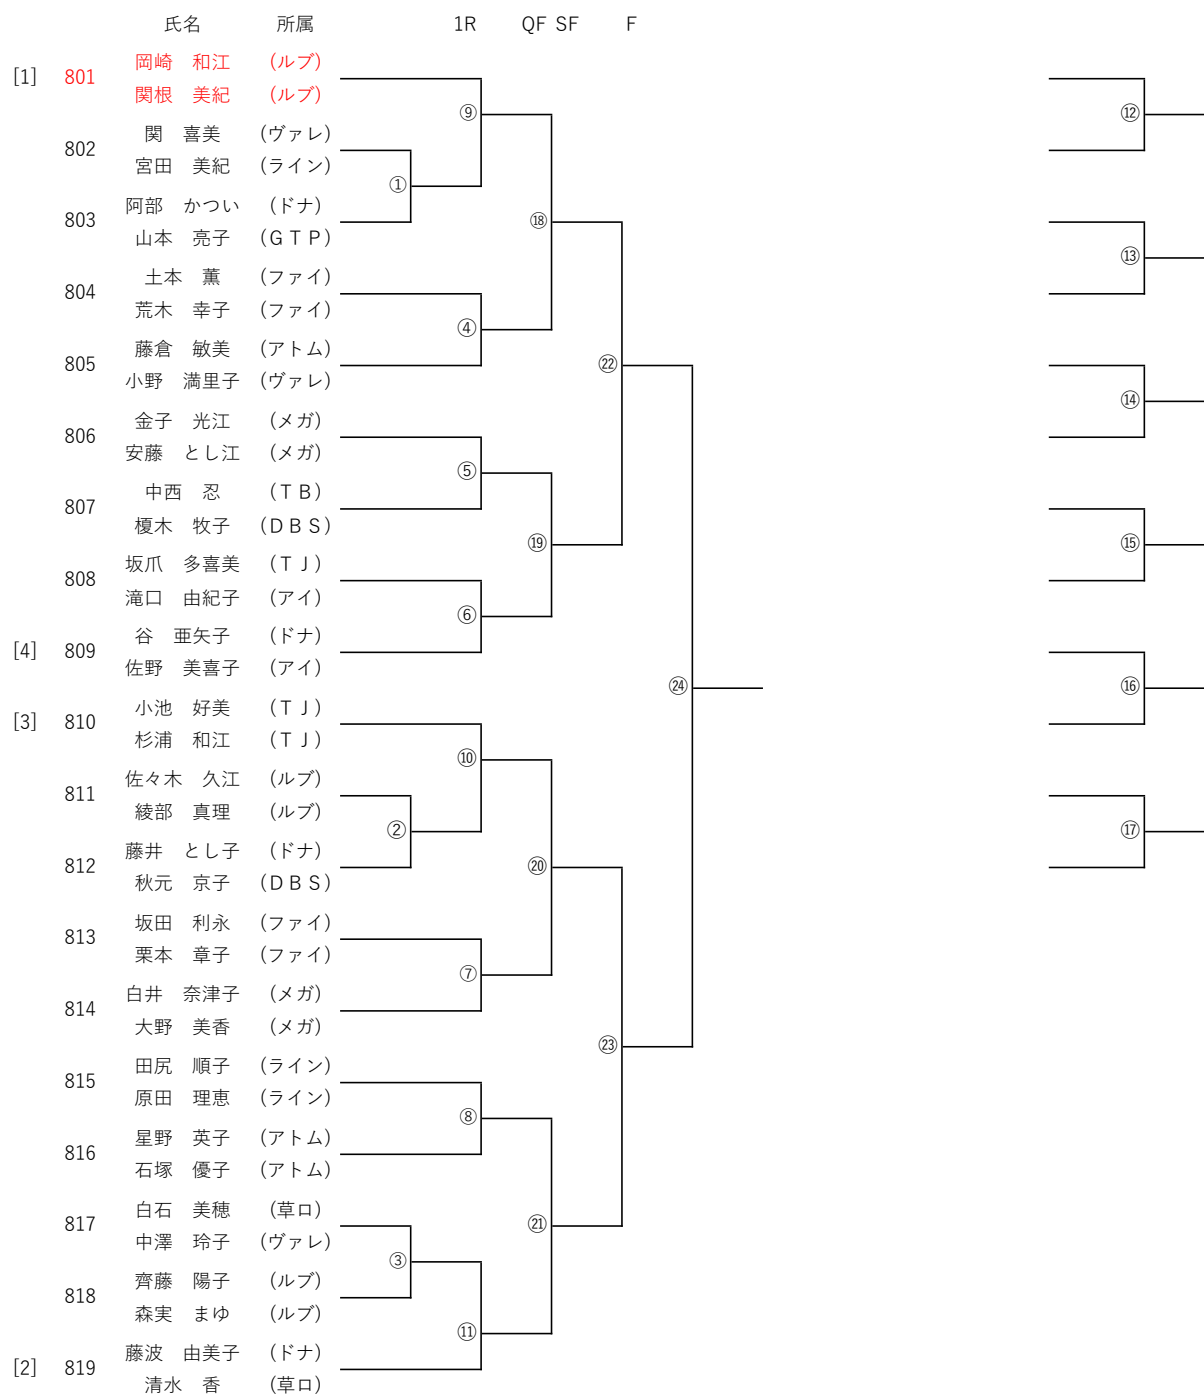 氏名 所属 1R QF SF F
岡崎 和江 (ルブ)
[1] 801
関根 美紀 (ルブ)
⑨ ⑫
関 喜美 (ヴァレ)
802
宮田 美紀 (ライン)
①
阿部 かつい (ドナ)
803 ⑱
山本 亮子 (ＧＴＰ)
⑬
土本 薫 (ファイ)
804
荒木 幸子 (ファイ)
④
藤倉 敏美 (アトム)
805 ㉒
小野 満里子 (ヴァレ)
⑭
金子 光江 (メガ)
806
安藤 とし江 (メガ)
⑤
中西 忍 (ＴＢ)
807
榎木 牧子 (ＤＢＳ)
⑲ ⑮
坂爪 多喜美 (ＴＪ)
808
滝口 由紀子 (アイ)
⑥
谷 亜矢子 (ドナ)
[4] 809
佐野 美喜子 (アイ)
㉔ ⑯
小池 好美 (ＴＪ)
[3] 810
杉浦 和江 (ＴＪ)
⑩
佐々木 久江 (ルブ)
811
綾部 真理 (ルブ)
② ⑰
藤井 とし子 (ドナ)
812 ⑳
秋元 京子 (ＤＢＳ)
坂田 利永 (ファイ)
813
栗本 章子 (ファイ)
⑦
白井 奈津子 (メガ)
814
大野 美香 (メガ)
㉓
田尻 順子 (ライン)
815
原田 理恵 (ライン)
⑧
星野 英子 (アトム)
816
石塚 優子 (アトム)
白石 美穂 (草ロ)
817 ㉑
中澤 玲子 (ヴァレ)
③
齊藤 陽子 (ルブ)
818
森実 まゆ (ルブ)
⑪
藤波 由美子 (ドナ)
[2] 819
清水 香 (草ロ)